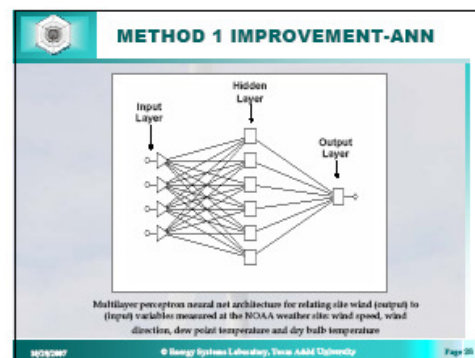 METHOD 1 IMPROVEMENT-ANN
Hidden
Layer
Input
Layer
Output
Layer
Multilayer perceptron neural net architecture for relating site wind (output) to
(input) variables measured at the NOAA weather site: wind speed, wind
direction, dew point temperature and dry bulb temperature
© Energy Systems Laboratory, Texas A&M University